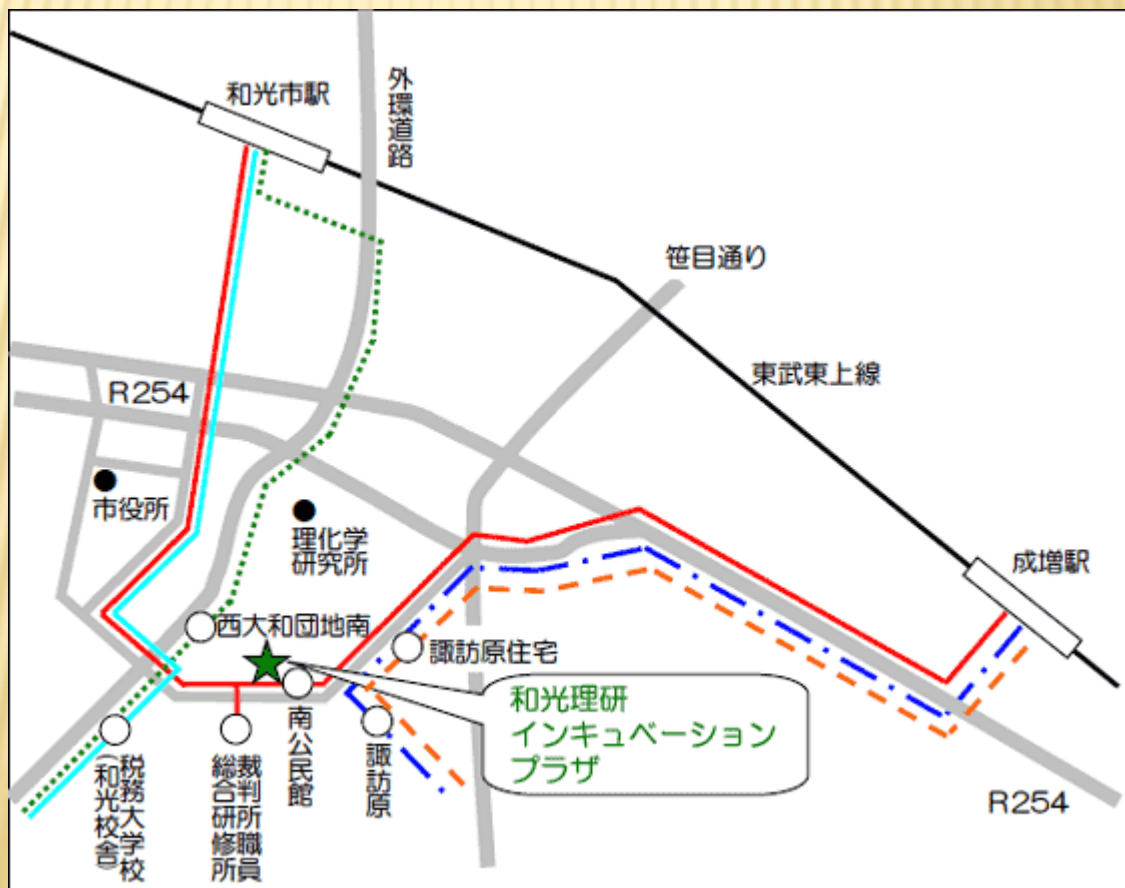 和光市駅
外環道路
笹目通り
東武東上線
R254
市役所
理化学
研究所
成増駅
西大和団地南
諏訪原住宅
和光理研
インキュベーション
プラザ
南公民館
諏訪原
裁判所職員
総合研修所
税務大学校
(和光校舎)
R254